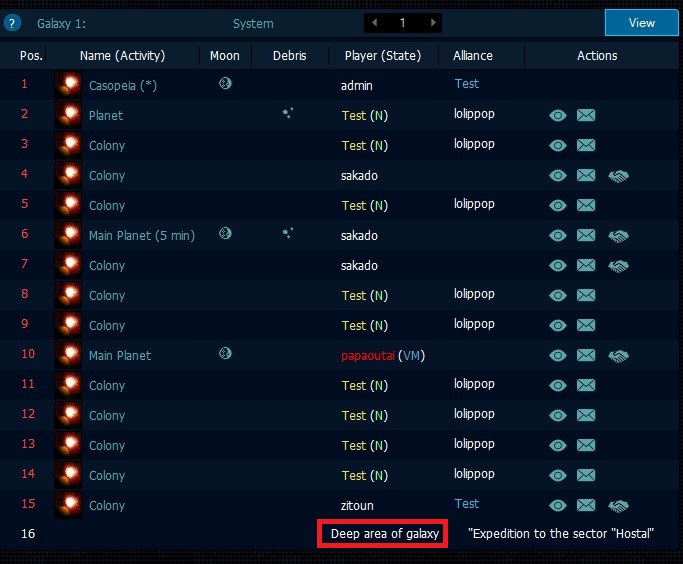 ? Galaxy 1: System 1 View
Pos. Name (Activity) Moon Debris Player (State) Alliance Actions
1 Casopeia (*) admin Test
2 Planet Test (N) lolippop
3 Colony Test (N) lolippop
4 Colony sakado
5 Colony Test (N) lolippop
6 Main Planet (5 min) sakado
7 Colony sakado
8 Colony Test (N) lolippop
9 Colony Test (N) lolippop
10 Main Planet papaoutai (VM)
11 Colony Test (N) lolippop
12 Colony Test (N) lolippop
13 Colony Test (N) lolippop
14 Colony Test (N) lolippop
15 Colony zitoun Test
16 Deep area of galaxy "Expedition to the sector "Hostal"